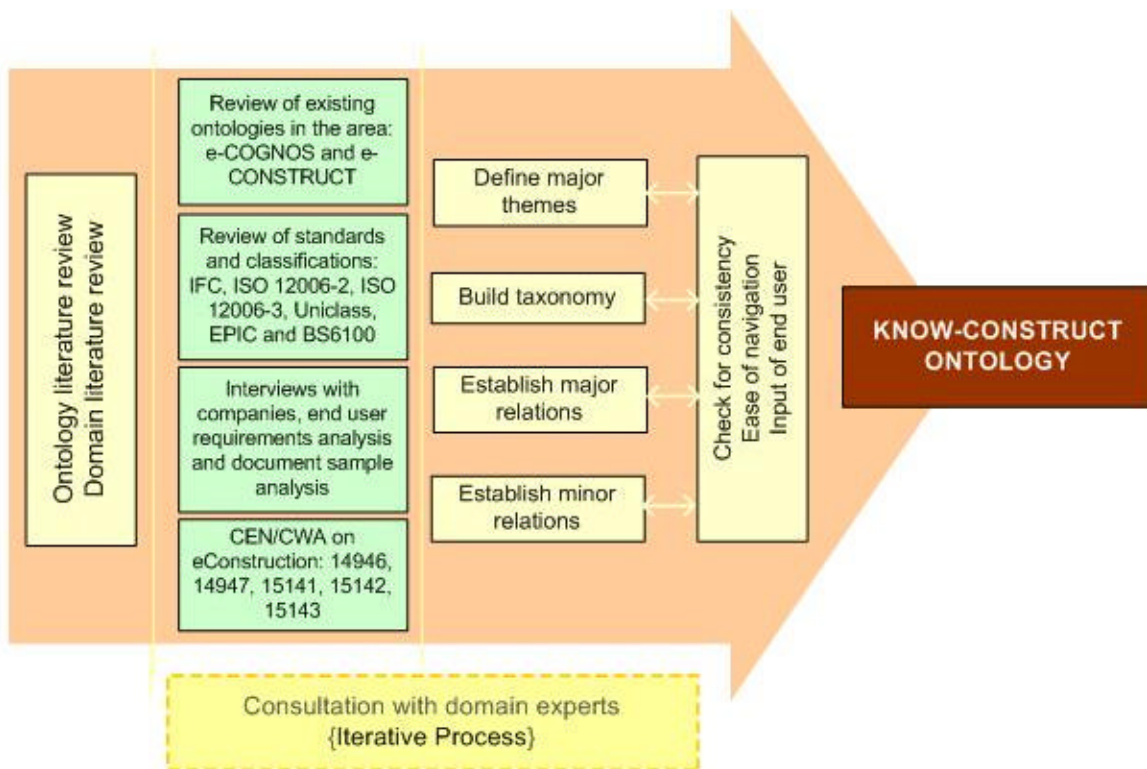 Ontology literature review
Domain literature review
Review of existing
ontologies in the area:
e-COGNOS and e-
CONSTRUCT
Review of standards
and classifications:
IFC, ISO 12006-2, ISO
12006-3, Uniclass,
EPIC and BS6100
Interviews with
companies, end user
requirements analysis
and document sample
analysis
CEN/CWA on
eConstruction: 14946,
14947, 15141, 15142,
15143
Define major
themes
Build taxonomy
Establish major
relations
Establish minor
relations
Check for consistency
Ease of navigation
Input of end user
KNOW-CONSTRUCT
ONTOLOGY
Consultation with domain experts
{Iterative Process}